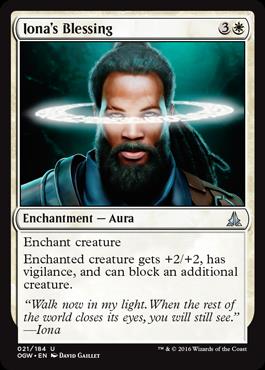 Iona's Blessing 3
Enchantment — Aura
Enchant creature
Enchanted creature gets +2/+2, has
vigilance, and can block an additional
creature.
“Walk now in my light. When the rest of
the world closes its eyes, you will still see.”
—Iona
021/184 U
OGW • EN DAVID GAILLET
™ & © 2016 Wizards of the Coast